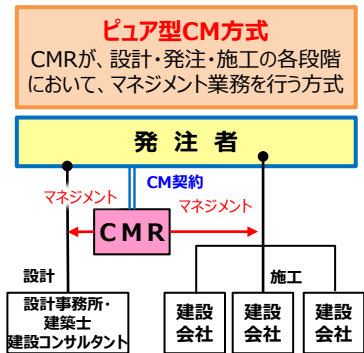 ピュア型CM方式
CMRが、設計・発注・施工の各段階
において、マネジメント業務を行う方式
発 注 者
CM契約
マネジメント
マネジメント
CMR
設計
施工
設計事務所・
建築士
建設コンサルタント
建設
会社
建設
会社
建設
会社